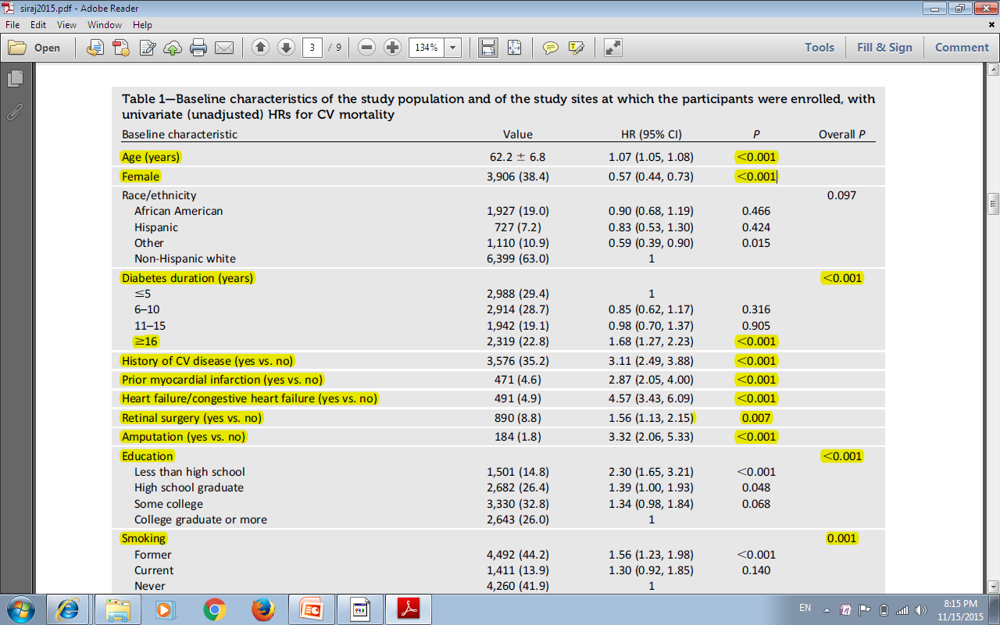 siraj2015.pdf - Adobe Reader
File Edit View Window Help
Open 3 / 9 134% Tools Fill & Sign Comment
Table 1—Baseline characteristics of the study population and of the study sites at which the participants were enrolled, with
univariate (unadjusted) HRs for CV mortality
Baseline characteristic Value HR (95% CI) P Overall P
Age (years) 62.2 ± 6.8 1.07 (1.05, 1.08) <0.001
Female 3,906 (38.4) 0.57 (0.44, 0.73) <0.001
Race/ethnicity 0.097
African American 1,927 (19.0) 0.90 (0.68, 1.19) 0.466
Hispanic 727 (7.2) 0.83 (0.53, 1.30) 0.424
Other 1,110 (10.9) 0.59 (0.39, 0.90) 0.015
Non-Hispanic white 6,399 (63.0) 1
Diabetes duration (years) <0.001
≤5 2,988 (29.4) 1
6–10 2,914 (28.7) 0.85 (0.62, 1.17) 0.316
11–15 1,942 (19.1) 0.98 (0.70, 1.37) 0.905
≥16 2,319 (22.8) 1.68 (1.27, 2.23) <0.001
History of CV disease (yes vs. no) 3,576 (35.2) 3.11 (2.49, 3.88) <0.001
Prior myocardial infarction (yes vs. no) 471 (4.6) 2.87 (2.05, 4.00) <0.001
Heart failure/congestive heart failure (yes vs. no) 491 (4.9) 4.57 (3.43, 6.09) <0.001
Retinal surgery (yes vs. no) 890 (8.8) 1.56 (1.13, 2.15) 0.007
Amputation (yes vs. no) 184 (1.8) 3.32 (2.06, 5.33) <0.001
Education <0.001
Less than high school 1,501 (14.8) 2.30 (1.65, 3.21) <0.001
High school graduate 2,682 (26.4) 1.39 (1.00, 1.93) 0.048
Some college 3,330 (32.8) 1.34 (0.98, 1.84) 0.068
College graduate or more 2,643 (26.0) 1
Smoking 0.001
Former 4,492 (44.2) 1.56 (1.23, 1.98) <0.001
Current 1,411 (13.9) 1.30 (0.92, 1.85) 0.140
Never 4,260 (41.9) 1
EN 8:15 PM
11/15/2015